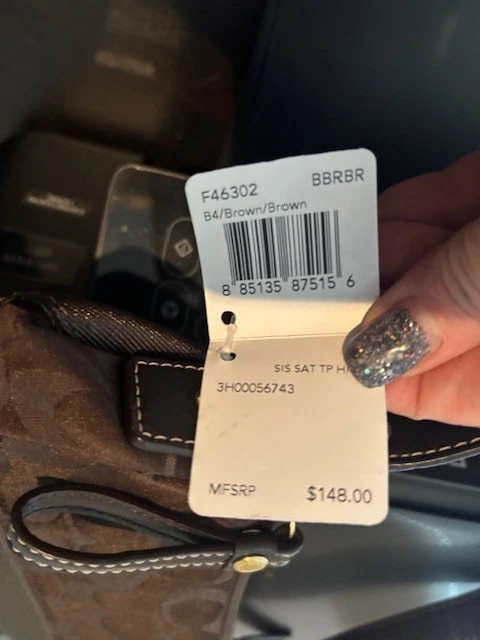 F46302 BBRBR
B4/Brown/Brown
8 85135 87515 6
SIS SAT TP
3H00056743
MFSRP $148.00